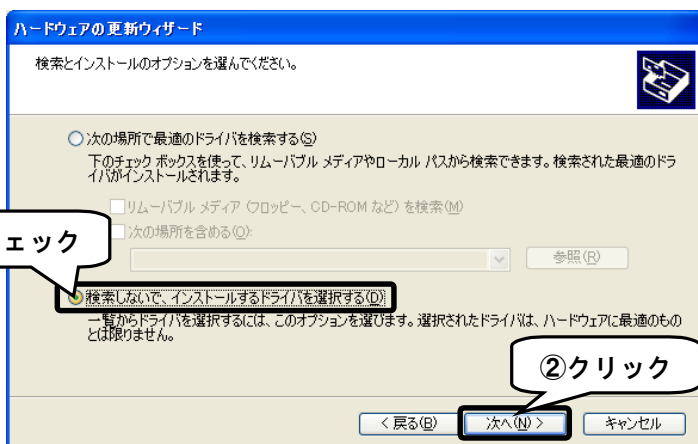 ハードウェアの更新ウィザード
検索とインストールのオプションを選んでください。
次の場所で最適のドライバを検索する(S)
下のチェック ボックスを使って、リムーバブル メディアやローカル パスから検索できます。検索された最適のドラ
イバがインストールされます。
リムーバブル メディア (フロッピー、CD-ROM など) を検索(M)
次の場所を含める(O):
ェック
参照(R)
検索しないで、インストールするドライバを選択する(D)
一覧からドライバを選択するには、このオプションを選びます。選択されたドライバは、ハードウェアに最適のもの
とは限りません。
②クリック
< 戻る(B)
次へ(N) >
キャンセル